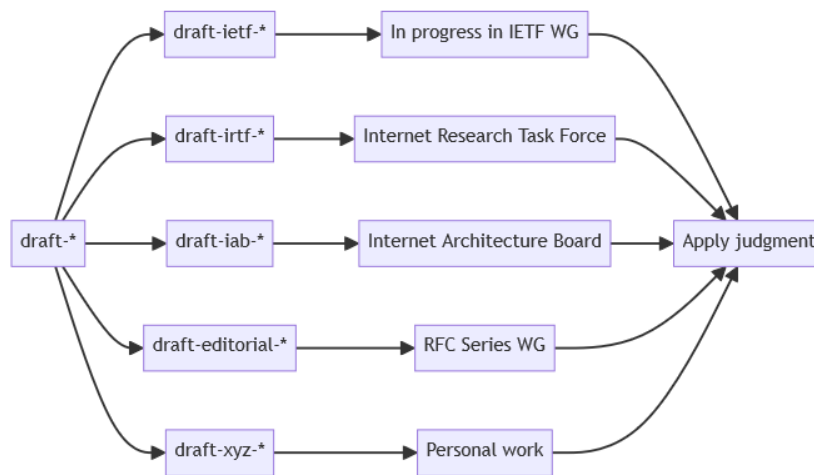 draft-ietf-*
In progress in IETF WG
draft-irtf-*
Internet Research Task Force
draft-*
draft-iab-*
Internet Architecture Board
Apply judgment
draft-editorial-*
RFC Series WG
draft-xyz-*
Personal work